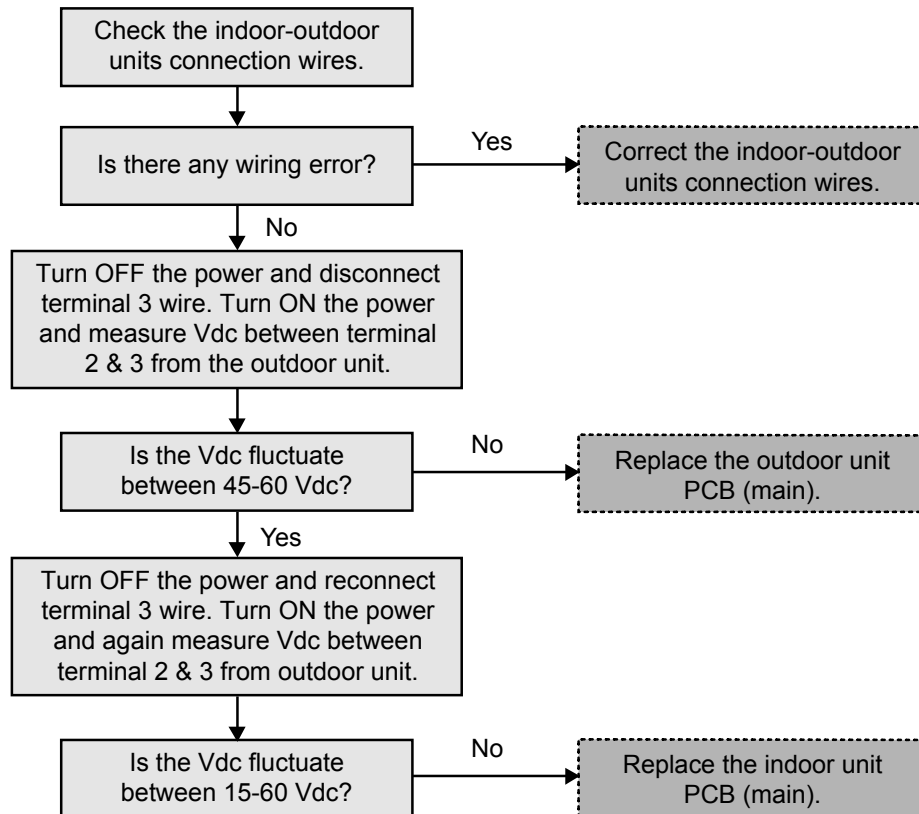 Check the indoor-outdoor
units connection wires.
Is there any wiring error?
Yes
Correct the indoor-outdoor
units connection wires.
No
Turn OFF the power and disconnect
terminal 3 wire. Turn ON the power
and measure Vdc between terminal
2 & 3 from the outdoor unit.
Is the Vdc fluctuate
between 45-60 Vdc?
No
Replace the outdoor unit
PCB (main).
Yes
Turn OFF the power and reconnect
terminal 3 wire. Turn ON the power
and again measure Vdc between
terminal 2 & 3 from outdoor unit.
Is the Vdc fluctuate
between 15-60 Vdc?
No
Replace the indoor unit
PCB (main).